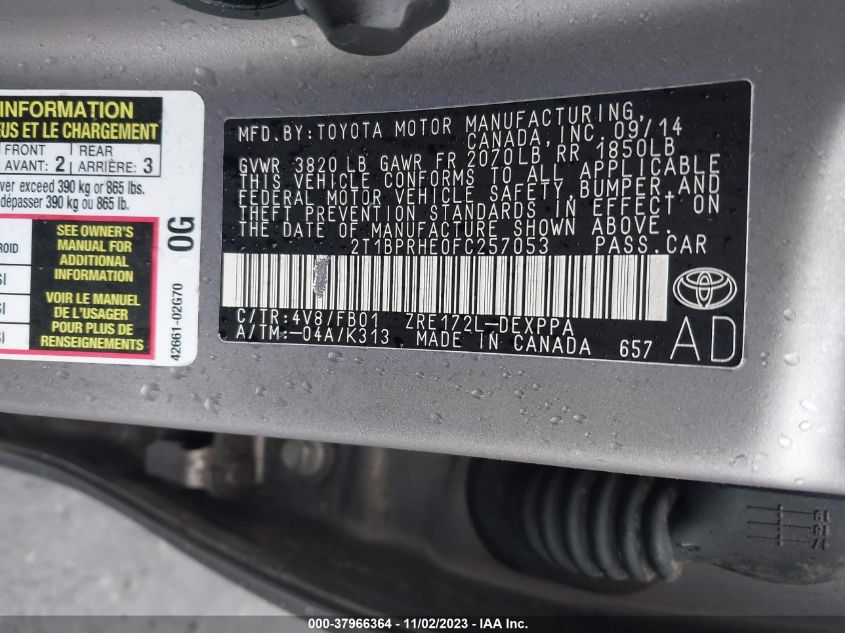 INFORMATION
EUS ET LE CHARGEMENT
FRONT
AVANT: 2
REAR
ARRIÈRE: 3
ver exceed 390 kg or 865 lbs.
dépasser 390 kg ou 865 lb.
SEE OWNER'S
MANUAL FOR
ADDITIONAL
INFORMATION
VOIR LE MANUEL
DE L'USAGER
POUR PLUS DE
RENSEIGNEMENTS
0G
42661-02G70
MFD.BY:TOYOTA MOTOR MANUFACTURING,
CANADA,INC.09/14
GVWR 3820 LB GAWR FR 2070LB RR 1850LB
THIS VEHICLE CONFORMS TO ALL APPLICABLE
FEDERAL MOTOR VEHICLE SAFETY,BUMPER,AND
THEFT PREVENTION STANDARDS IN EFFECT ON
THE DATE OF MANUFACTURE SHOWN ABOVE.
2T1BPRHE0FC257053 PASS.CAR
C/TR:4V8/FB01 ZRE172L-DEXPPA
A/TM:-04A/K313 MADE IN CANADA 657
AD
000-37966364 - 11/02/2023 - IAA Inc.